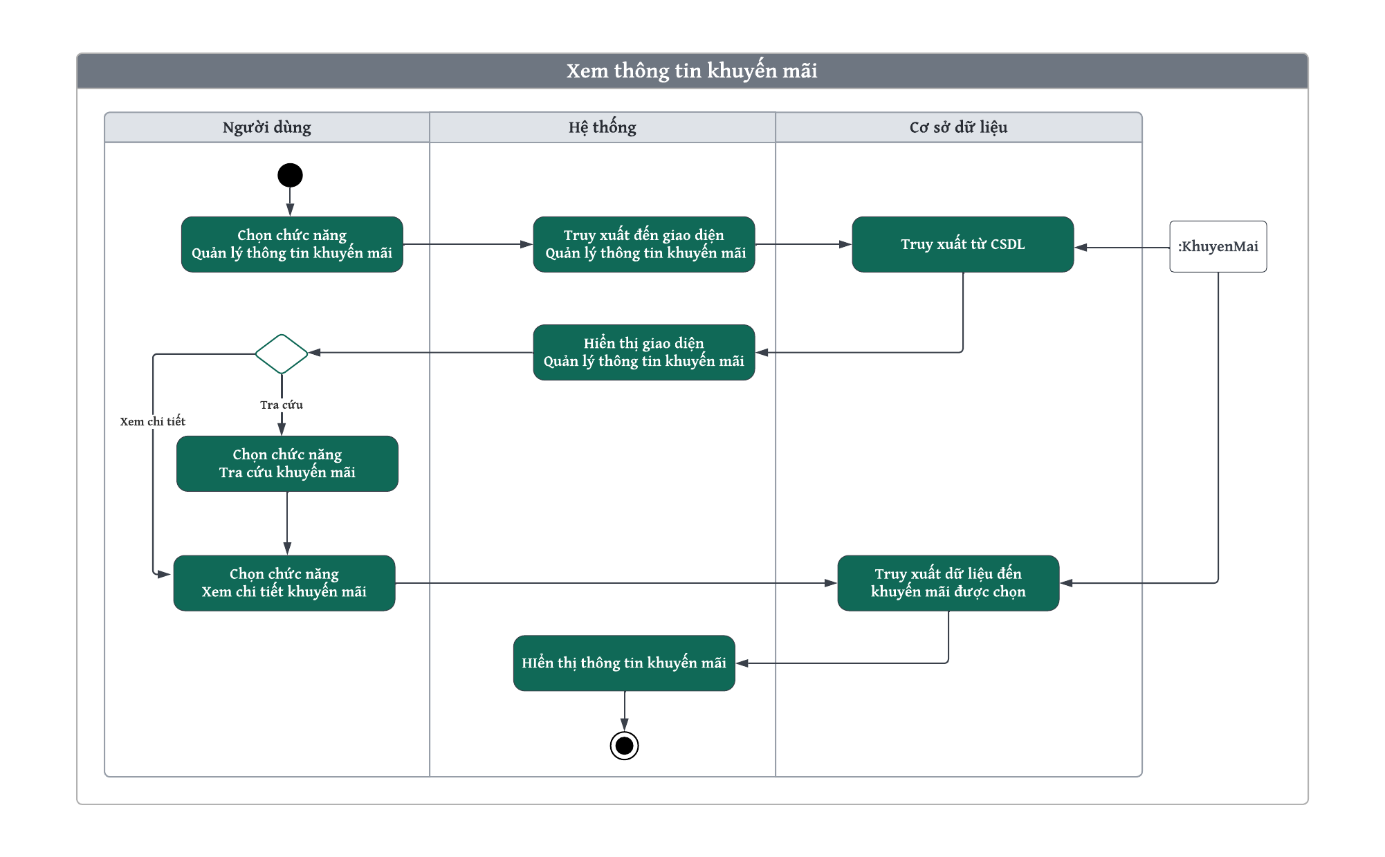 Xem thông tin khuyến mãi
Người dùng
Hệ thống
Cơ sở dữ liệu
Chọn chức năng
Quản lý thông tin khuyến mãi
Truy xuất đến giao diện
Quản lý thông tin khuyến mãi
Truy xuất từ CSDL
:KhuyenMai
Hiển thị giao diện
Quản lý thông tin khuyến mãi
Tra cứu
Xem chi tiết
Chọn chức năng
Tra cứu khuyến mãi
Chọn chức năng
Xem chi tiết khuyến mãi
Truy xuất dữ liệu đến
khuyến mãi được chọn
HIển thị thông tin khuyến mãi